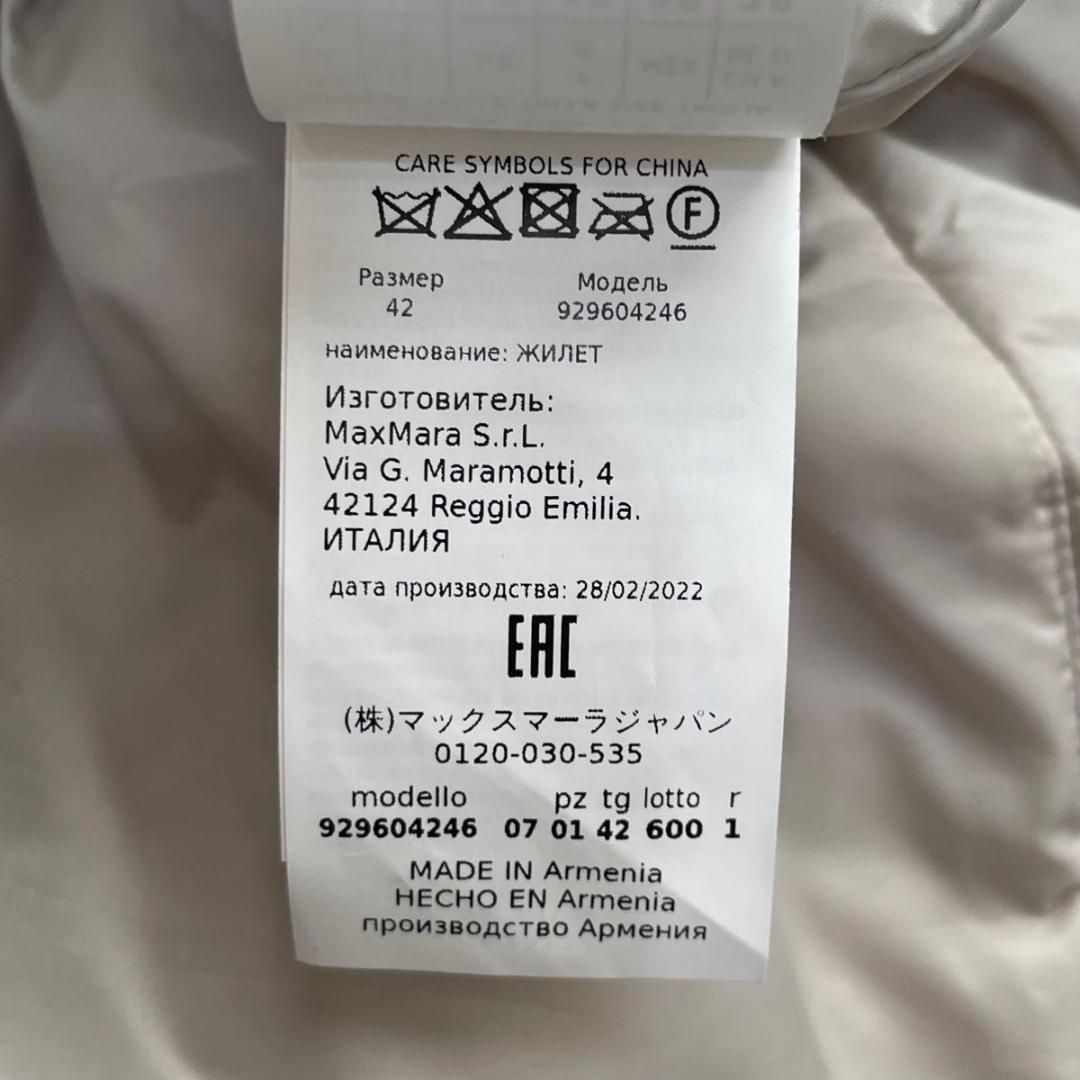 CARE SYMBOLS FOR CHINA
F
Размер Модель
42 929604246
наименование: ЖИЛЕТ
Изготовитель:
MaxMara S.r.L.
Via G. Maramotti, 4
42124 Reggio Emilia.
ИТАЛИЯ
дата производства: 28/02/2022
EAC
(株)マックスマーラジャパン
0120-030-535
modello pz tg lotto r
929604246 07 01 42 600 1
MADE IN Armenia
HECHO EN Armenia
производство Армения